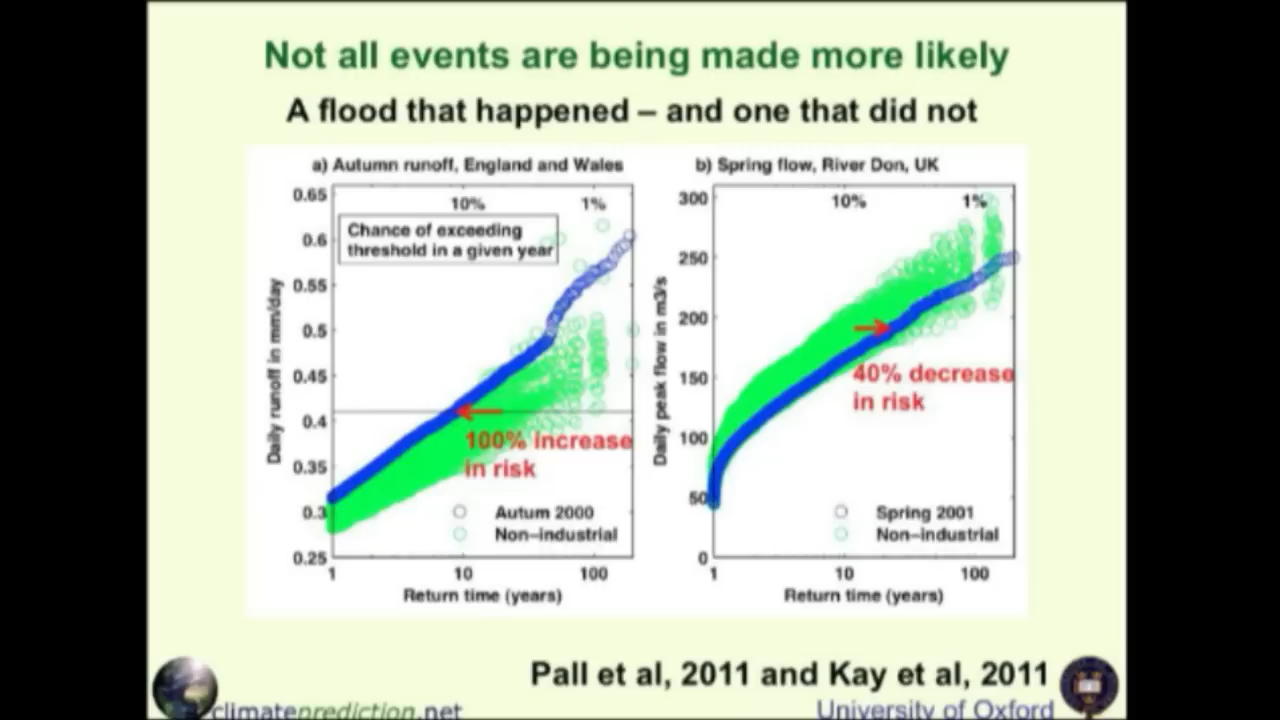 Not all events are being made more likely
A flood that happened – and one that did not
a) Autumn runoff, England and Wales
0.65
0.6
0.55
0.5
0.45
0.4
0.35
0.3
0.25
Daily runoff in mm/day
10%
1%
Chance of exceeding
threshold in a given year
100% increase
in risk
Autum 2000
Non-industrial
1
10
100
Return time (years)
b) Spring flow, River Don, UK
300
250
200
150
100
50
0
Daily peak flow in m3/s
10%
1%
40% decrease
in risk
Spring 2001
Non-industrial
1
10
100
Return time (years)
Pall et al, 2011 and Kay et al, 2011
climateprediction.net
University of Oxford